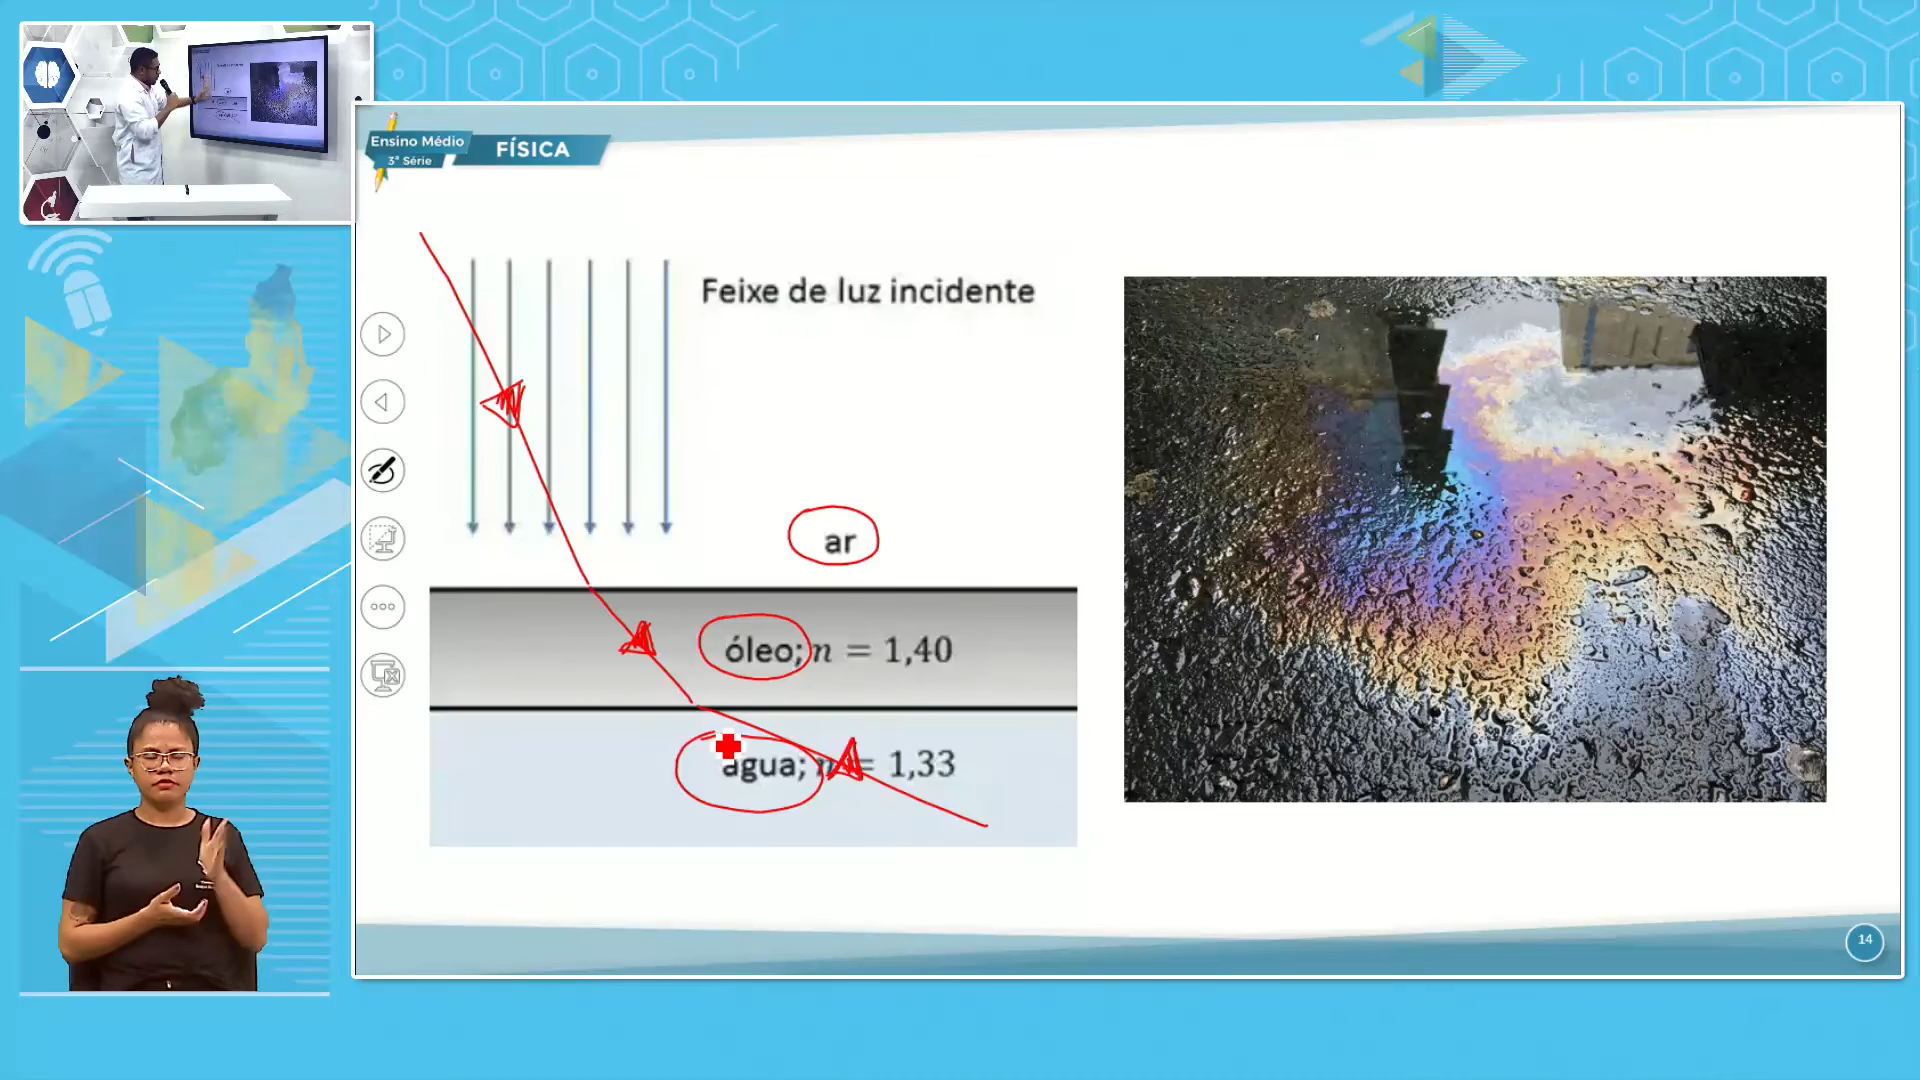 Ensino Médio
3ª Série
FÍSICA
Feixe de luz incidente
ar
óleo; n = 1,40
água; n = 1,33
14